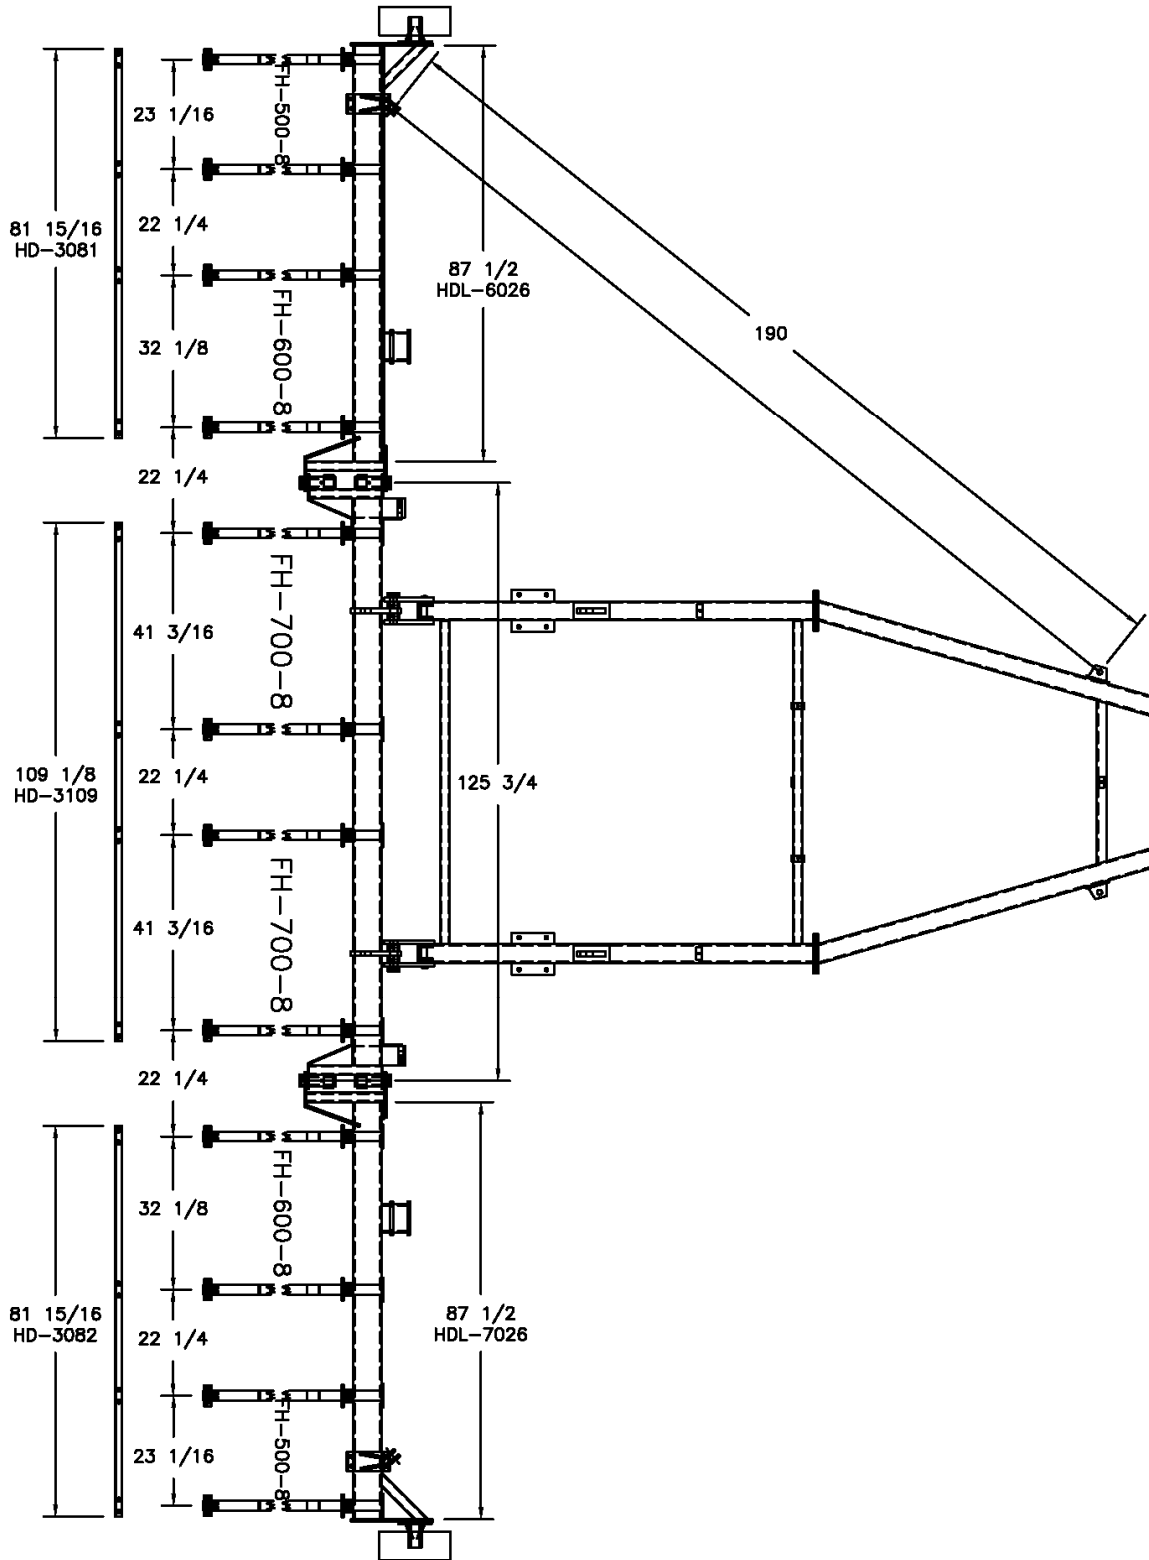 FH-500-8
23 1/16
22 1/4
81 15/16
HD-3081
87 1/2
HDL-6026
FH-600-8
32 1/8
190
22 1/4
FH-700-8
41 3/16
109 1/8
HD-3109
22 1/4
125 3/4
FH-700-8
41 3/16
22 1/4
FH-600-8
32 1/8
81 15/16
HD-3082
22 1/4
87 1/2
HDL-7026
FH-500-8
23 1/16